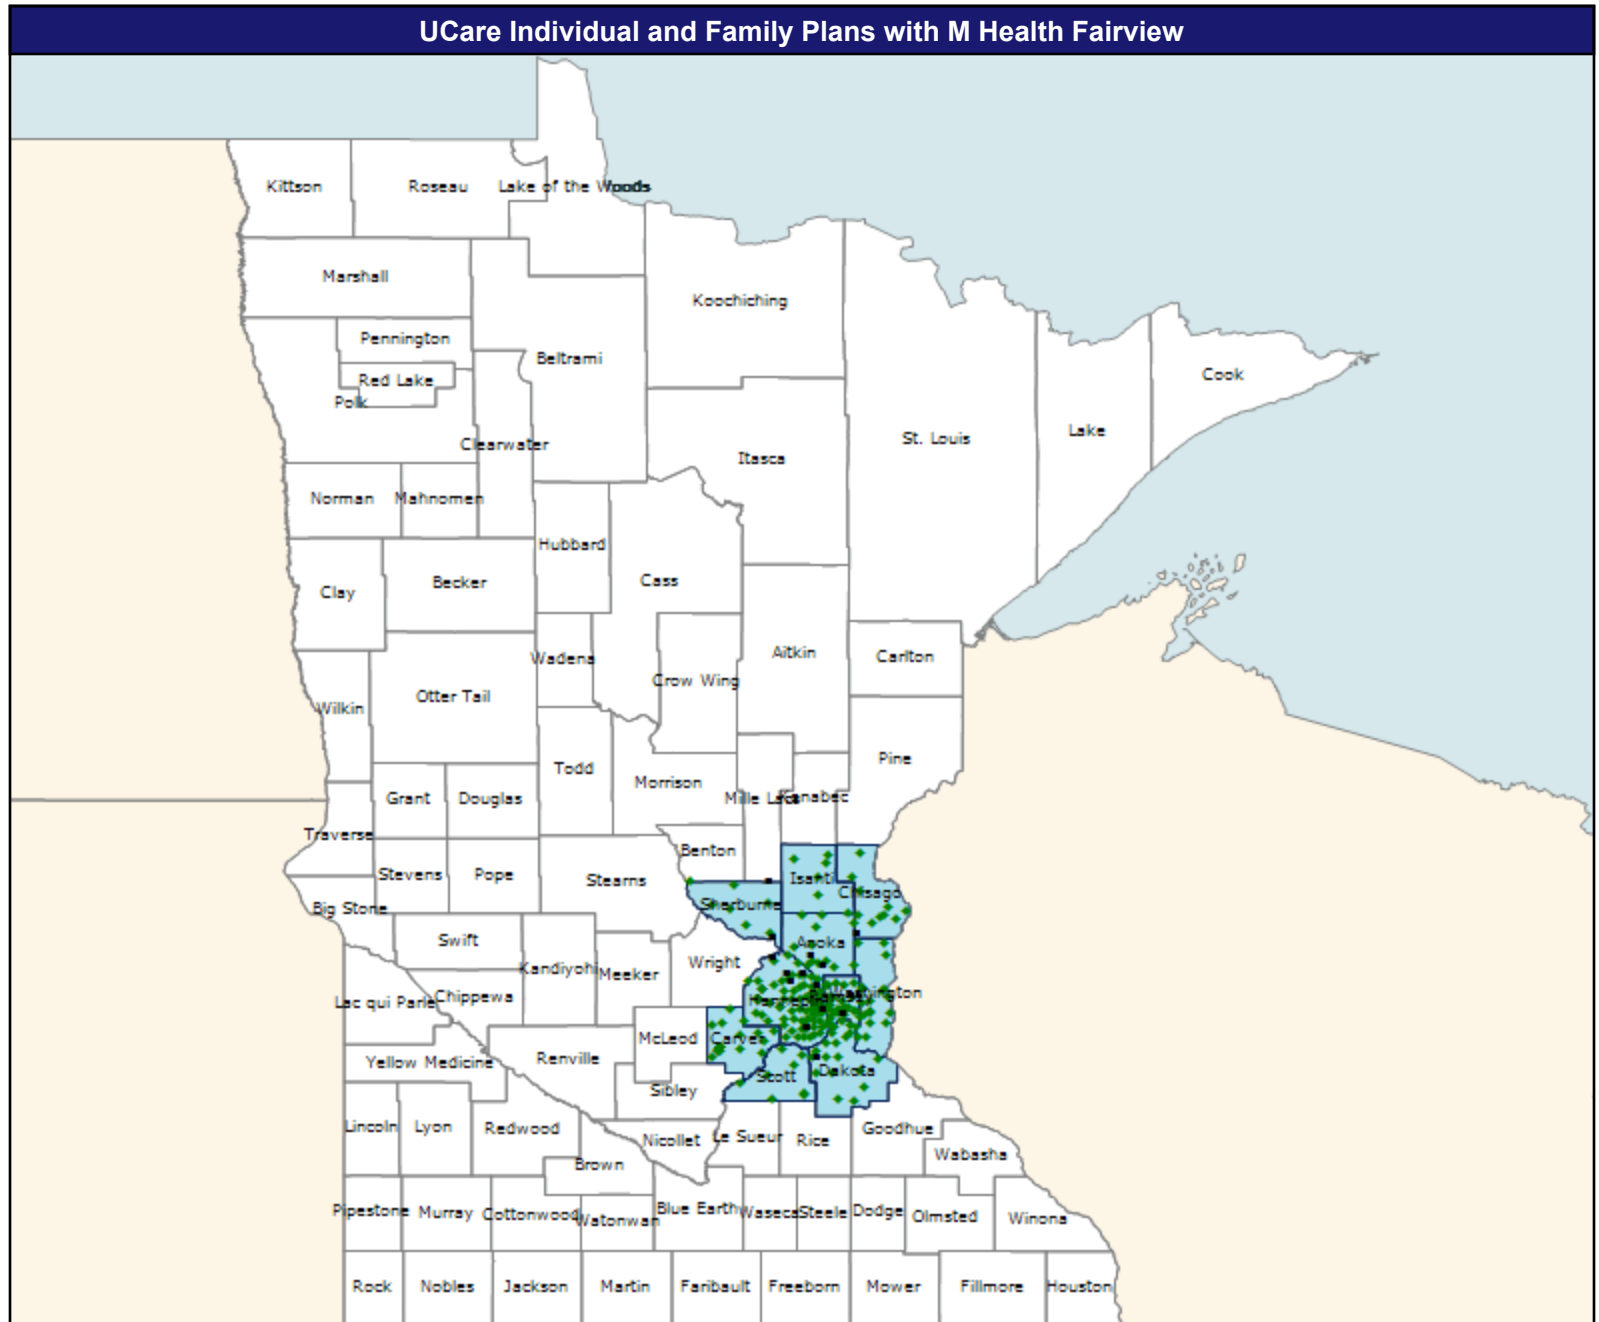 UCare Individual and Family Plans with M Health Fairview
Kittson
Roseau
Lake of the Woods
Marshall
Koochiching
Pennington
Beltrami
Red Lake
Cook
Polk
Lake
St. Louis
Clearwater
Itasca
Norman
Mahnomen
Hubbard
Cass
Becker
Clay
Aitkin
Carlton
Wadena
Crow Wing
Otter Tail
Wilkin
Pine
Todd
Morrison
Grant
Douglas
Mille Lacs
Kanabec
Traverse
Benton
Stevens
Pope
Stearns
Isanti
Chisago
Sherburne
Big Stone
Swift
Anoka
Wright
Kandiyohi
Meeker
Washington
Chippewa
Lac qui Parle
Hennepin
McLeod
Carver
Renville
Yellow Medicine
Scott
Dakota
Sibley
Lincoln
Lyon
Redwood
Goodhue
Le Sueur
Rice
Nicollet
Wabasha
Brown
Pipestone
Murray
Cottonwood
Watonwan
Blue Earth
Waseca
Steele
Dodge
Olmsted
Winona
Rock
Nobles
Jackson
Martin
Faribault
Freeborn
Mower
Fillmore
Houston